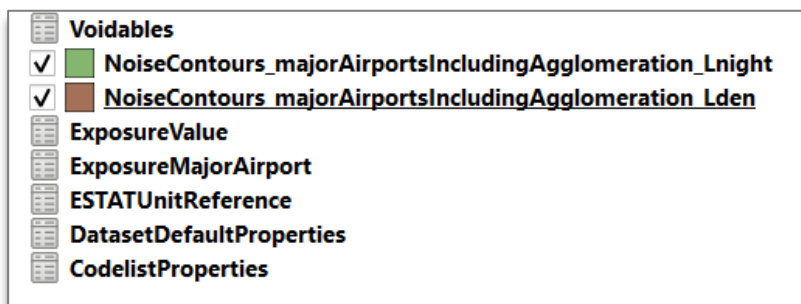 Voidables
NoiseContours_majorAirportsIncludingAgglomeration_Lnight
NoiseContours_majorAirportsIncludingAgglomeration_Lden
ExposureValue
ExposureMajorAirport
ESTATUnitReference
DatasetDefaultProperties
CodelistProperties